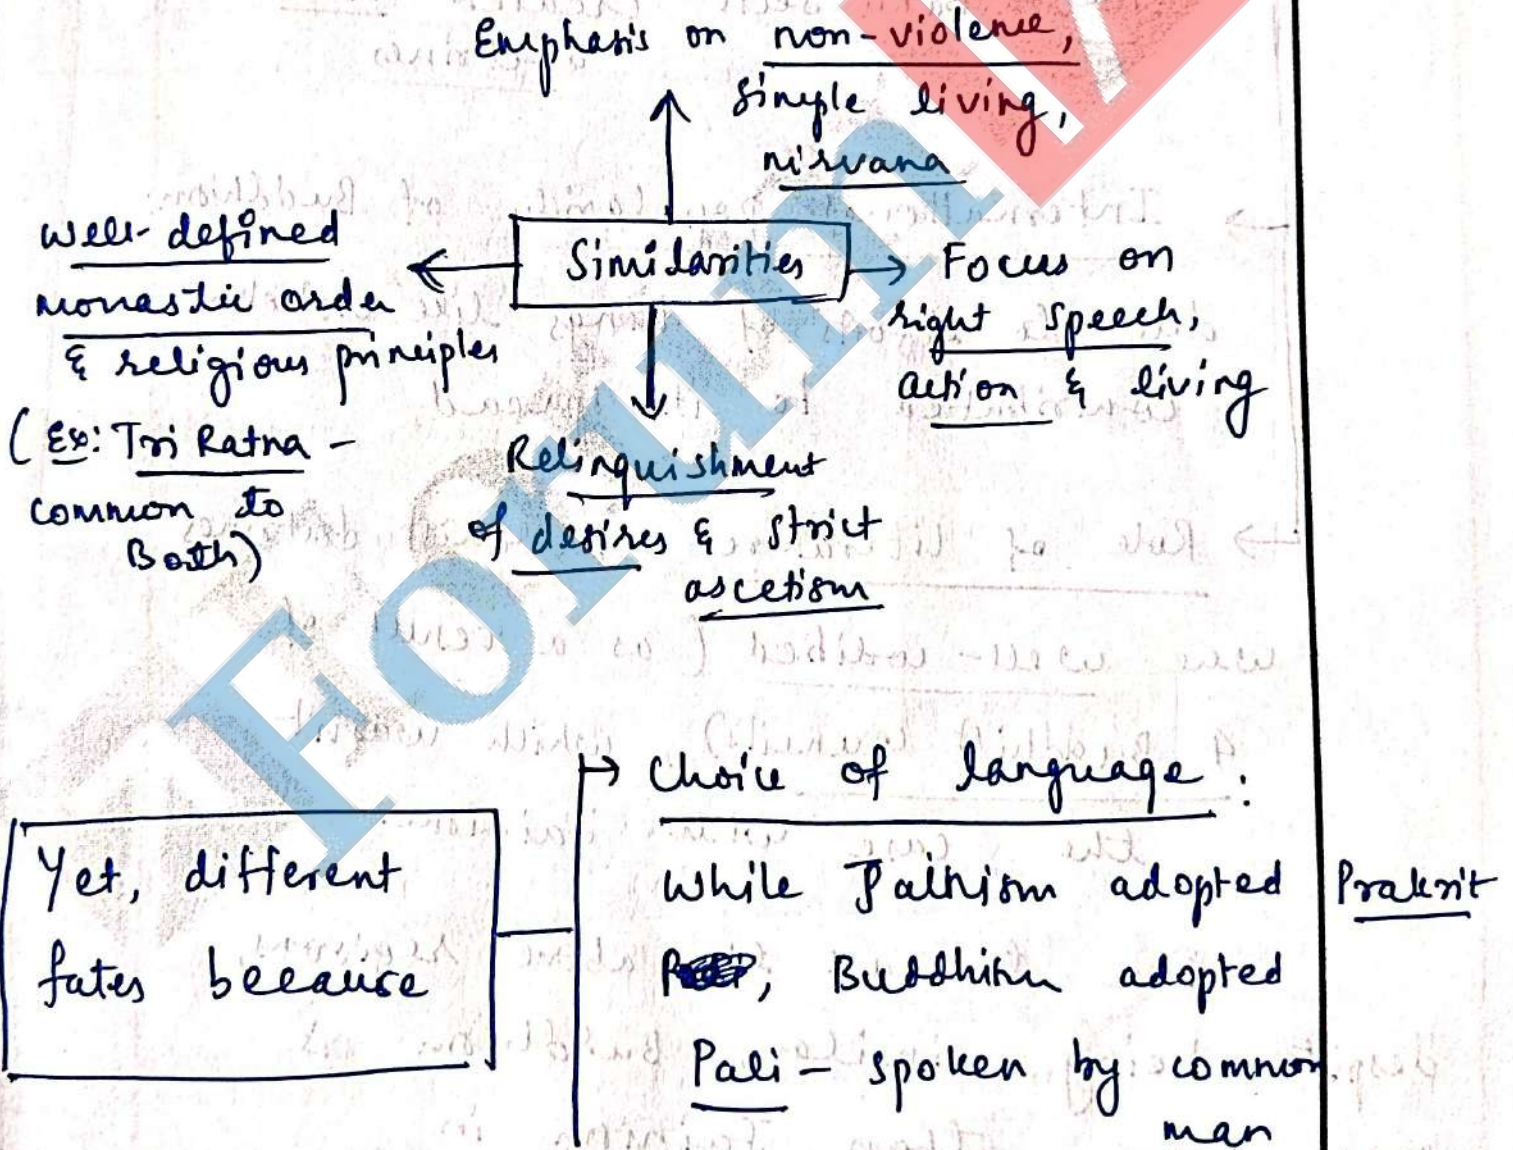 Emphasis on non-violence,
simple living,
nirvana
Well-defined
monastic order
& religious principles
(Ex: Tri Ratna -
common to
Both)
Similarities
Focus on
right speech,
action & living
Relinquishment
of desires & strict
ascetism
Yet, different
fates because
→ Choice of language :
while Jainism adopted Prakrit
, Buddhism adopted
Pali - spoken by common
man
Forum